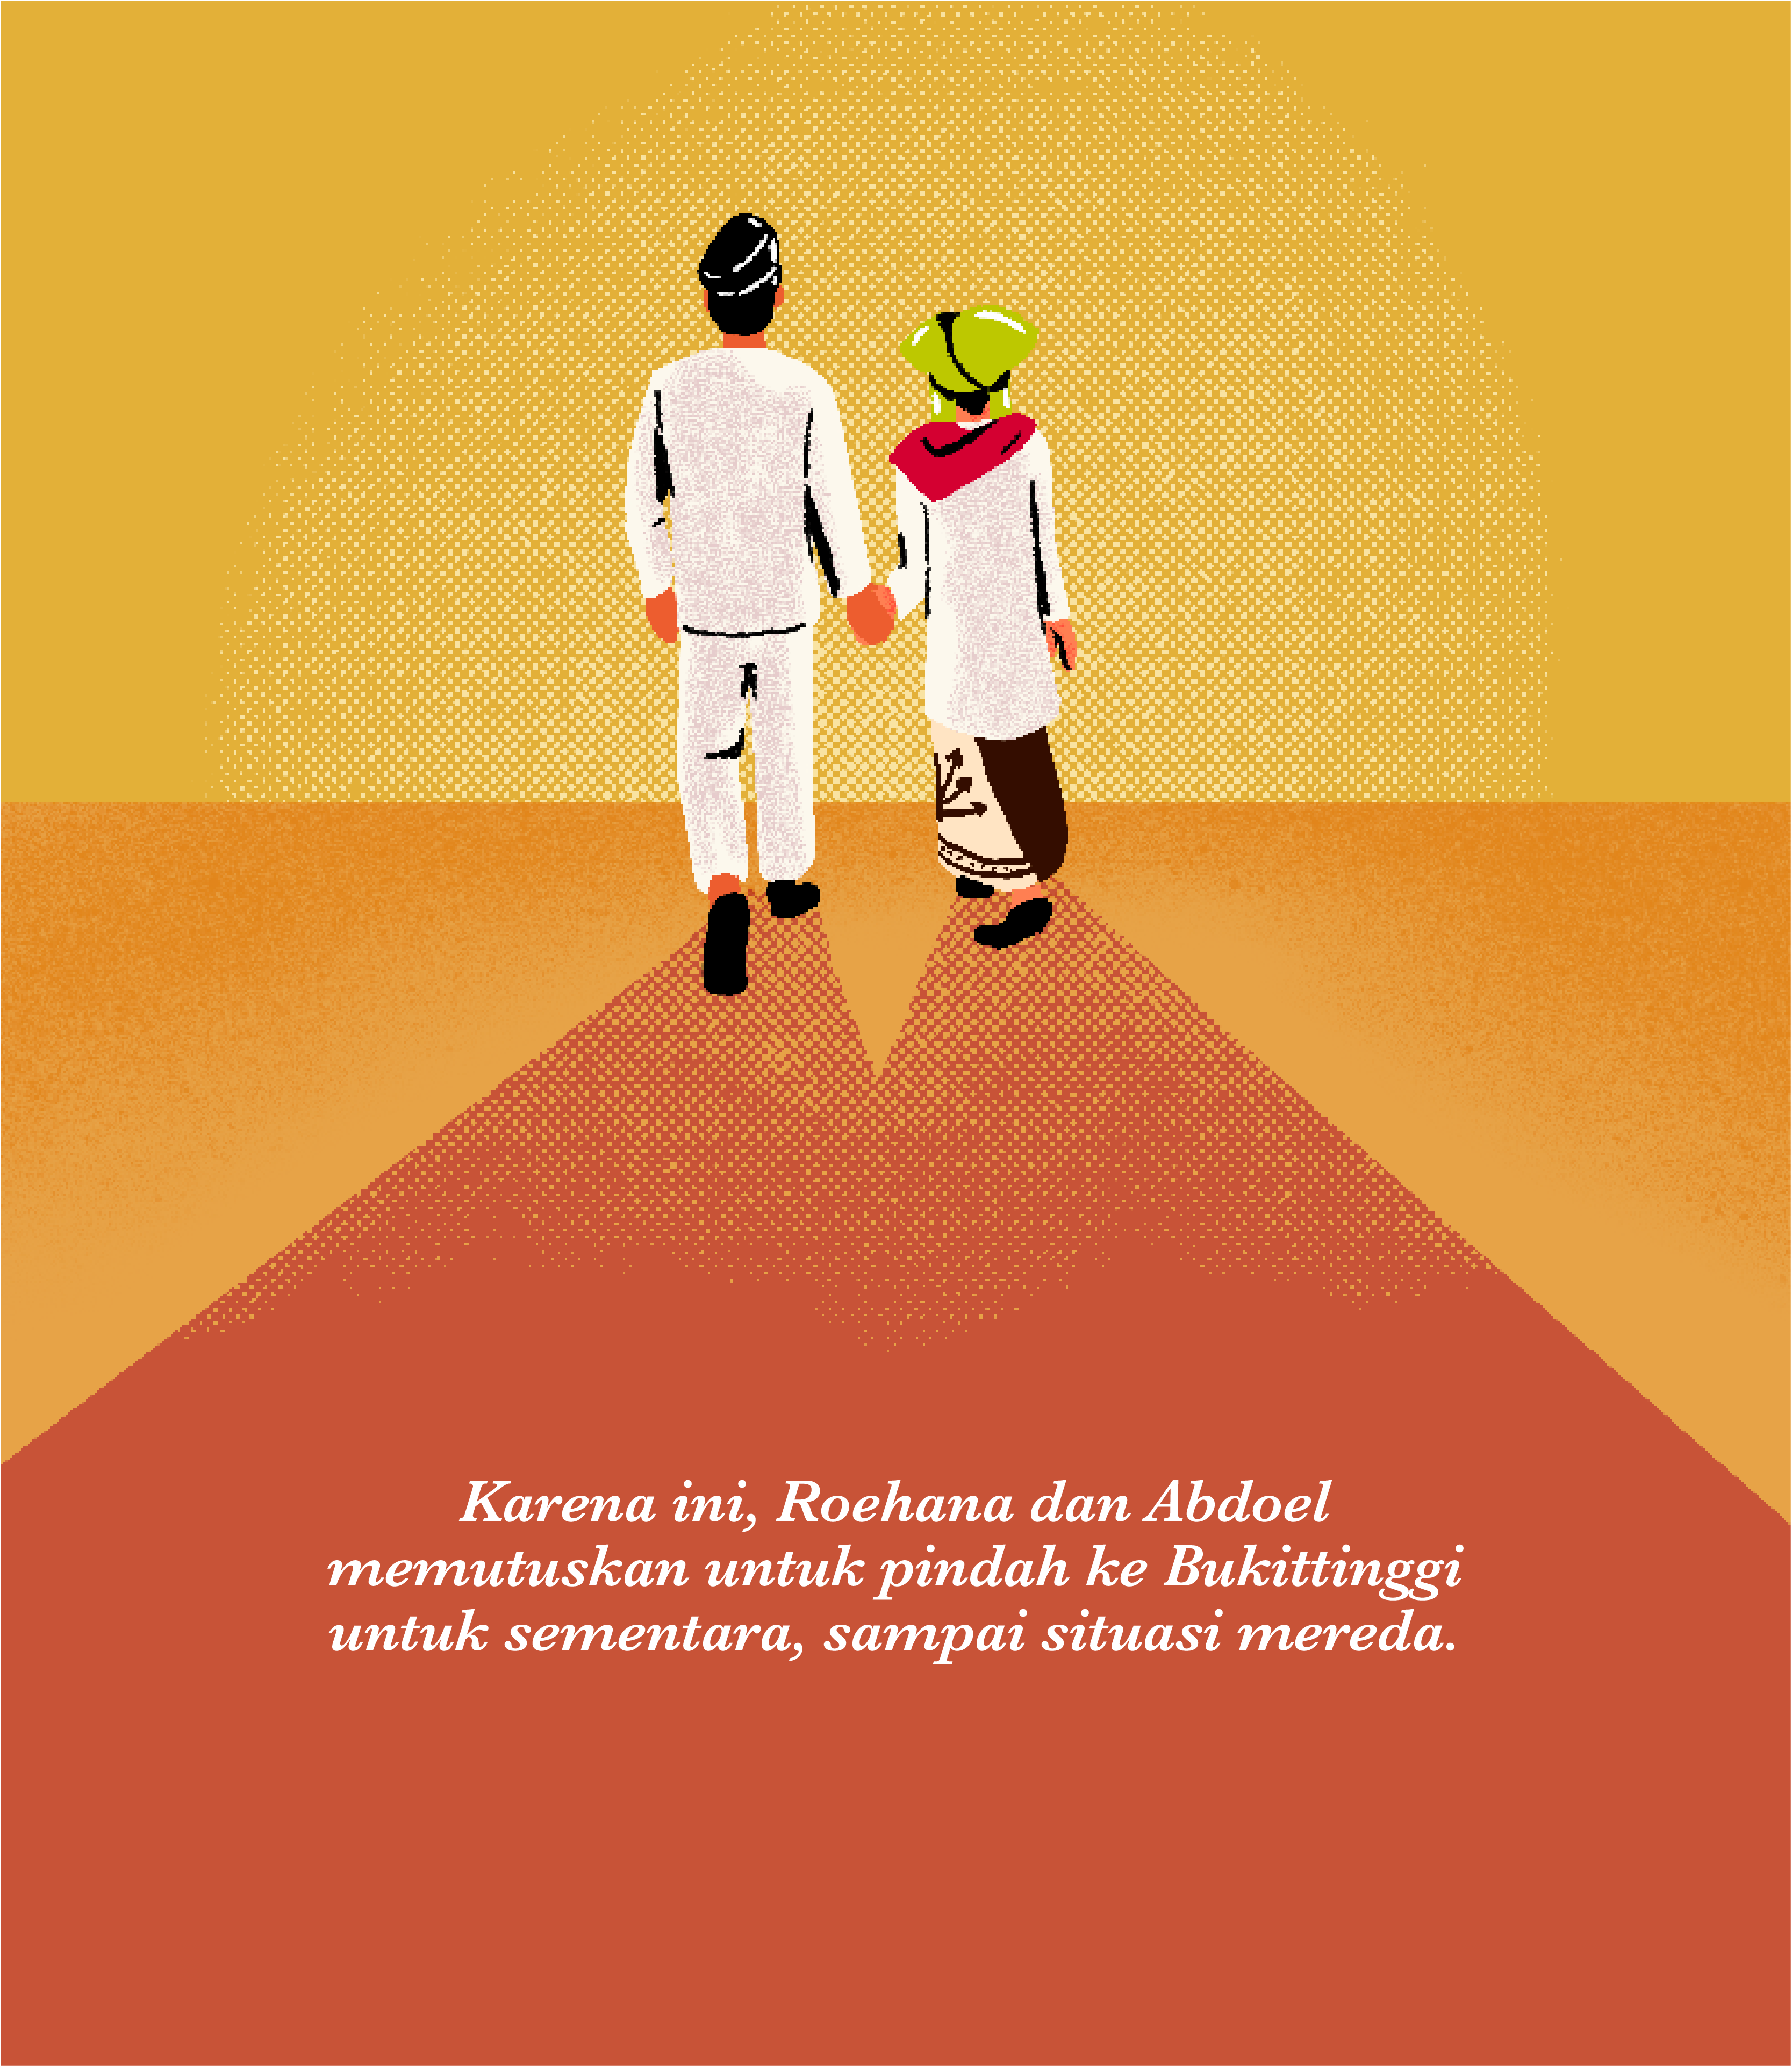 Karena ini, Roehana dan Abdoel
memutuskan untuk pindah ke Bukittinggi
untuk sementara, sampai situasi mereda.